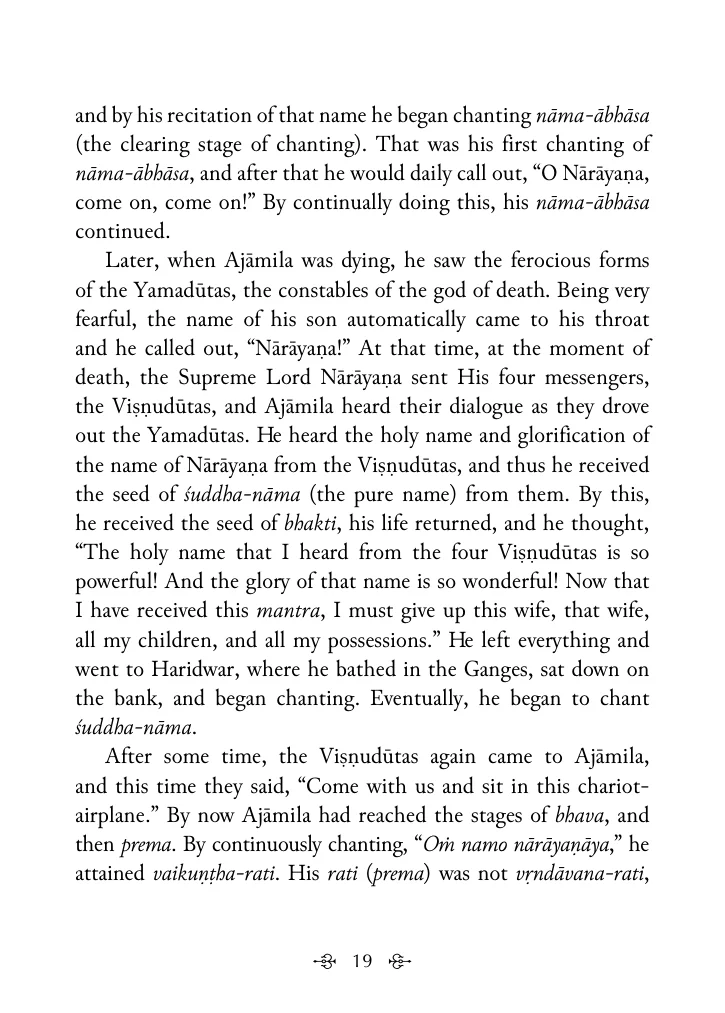 and by his recitation of that name he began chanting nāma-ābhāsa
(the clearing stage of chanting). That was his first chanting of
nāma-ābhāsa, and after that he would daily call out, “O Nārāyaṇa,
come on, come on!” By continually doing this, his nāma-ābhāsa
continued.
Later, when Ajāmila was dying, he saw the ferocious forms
of the Yamadūtas, the constables of the god of death. Being very
fearful, the name of his son automatically came to his throat
and he called out, “Nārāyaṇa!” At that time, at the moment of
death, the Supreme Lord Nārāyaṇa sent His four messengers,
the Viṣṇudūtas, and Ajāmila heard their dialogue as they drove
out the Yamadūtas. He heard the holy name and glorification of
the name of Nārāyaṇa from the Viṣṇudūtas, and thus he received
the seed of śuddha-nāma (the pure name) from them. By this,
he received the seed of bhakti, his life returned, and he thought,
“The holy name that I heard from the four Viṣṇudūtas is so
powerful! And the glory of that name is so wonderful! Now that
I have received this mantra, I must give up this wife, that wife,
all my children, and all my possessions.” He left everything and
went to Haridwar, where he bathed in the Ganges, sat down on
the bank, and began chanting. Eventually, he began to chant
śuddha-nāma.
After some time, the Viṣṇudūtas again came to Ajāmila,
and this time they said, “Come with us and sit in this chariot-
airplane.” By now Ajāmila had reached the stages of bhava, and
then prema. By continuously chanting, “Oṁ namo nārāyaṇāya,” he
attained vaikuṇṭha-rati. His rati (prema) was not vṛndāvana-rati,
19